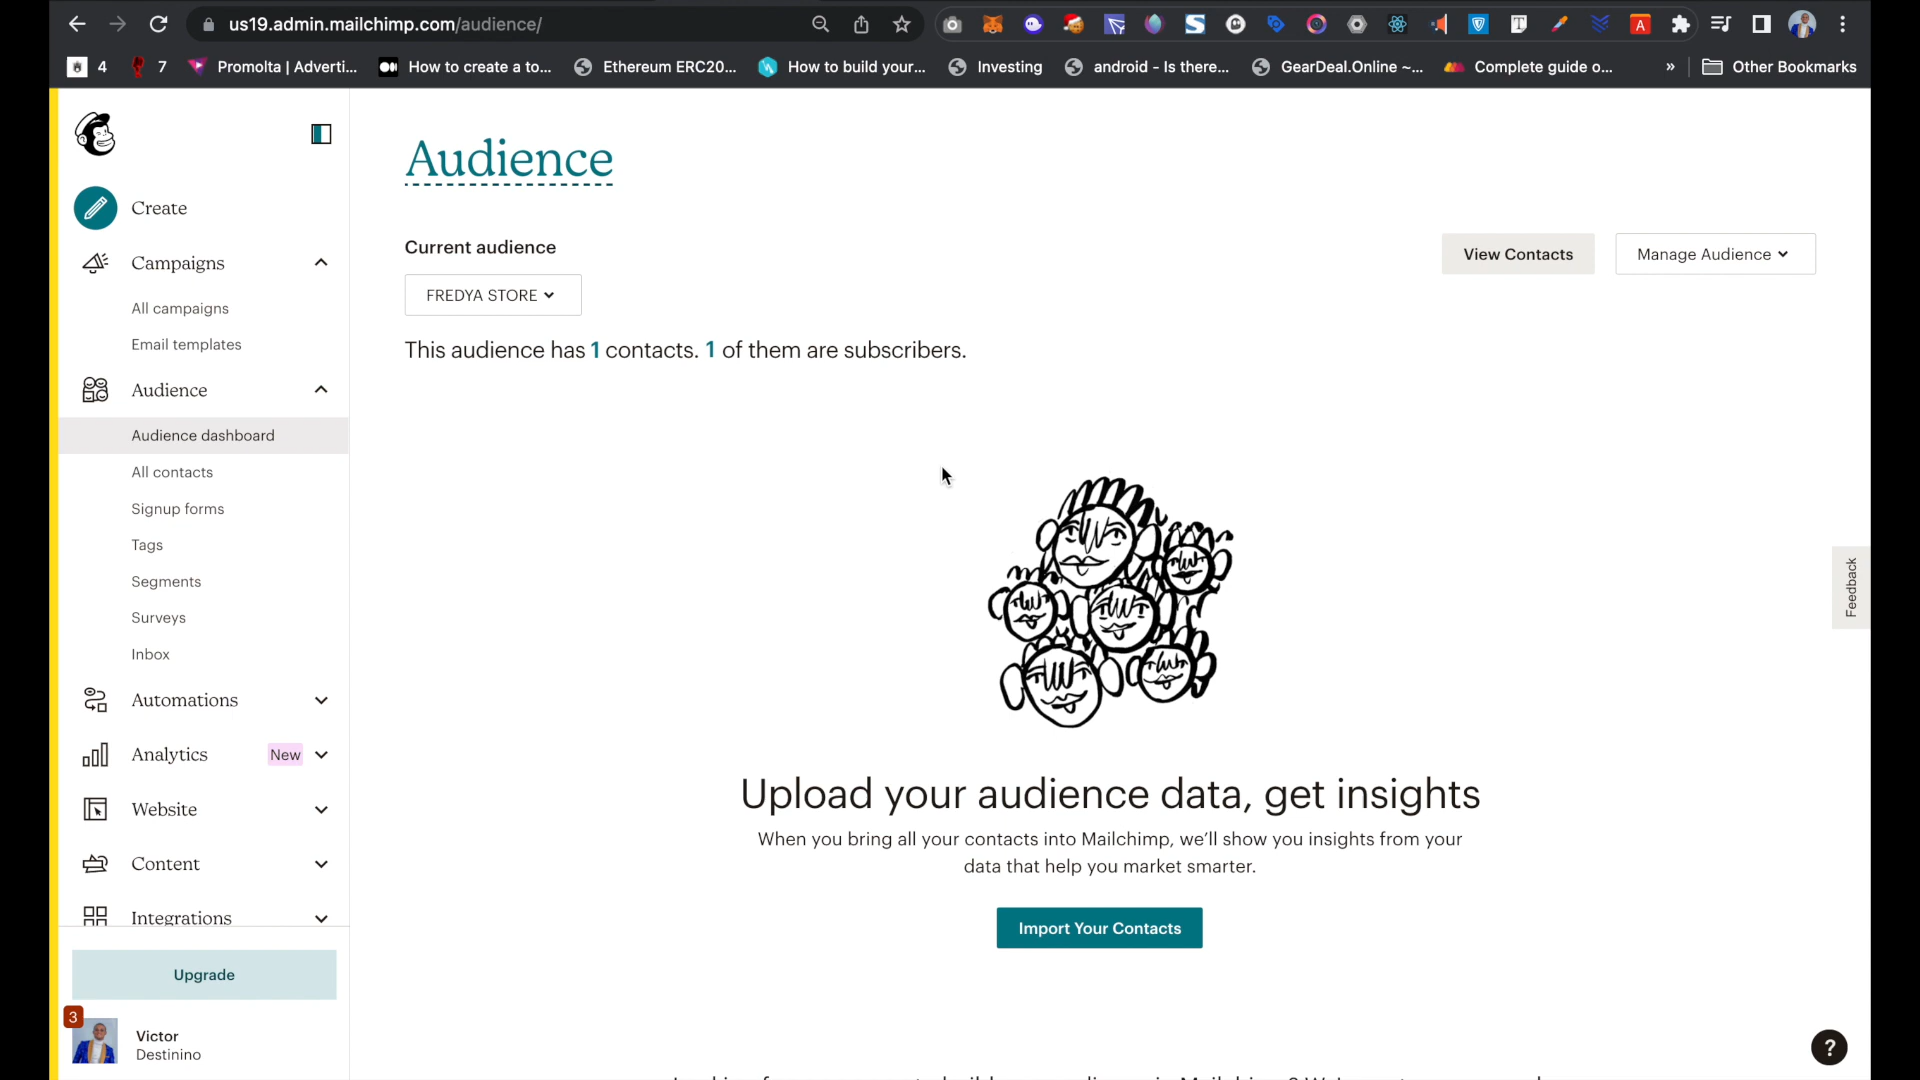 us19.admin.mailchimp.com/audience/
4
7
Promolta | Adverti...
How to create a to...
Ethereum ERC20...
How to build your...
Investing
android - Is there...
GearDeal.Online ~...
Complete guide o...
»
Other Bookmarks
Create
Campaigns
All campaigns
Email templates
Audience
Audience dashboard
All contacts
Signup forms
Tags
Segments
Surveys
Inbox
Automations
Analytics New
Website
Content
Integrations
Upgrade
3
Victor
Destinino
Audience
Current audience
FREDYA STORE
View Contacts
Manage Audience
This audience has 1 contacts. 1 of them are subscribers.
Upload your audience data, get insights
When you bring all your contacts into Mailchimp, we'll show you insights from your
data that help you market smarter.
Import Your Contacts
Feedback
?